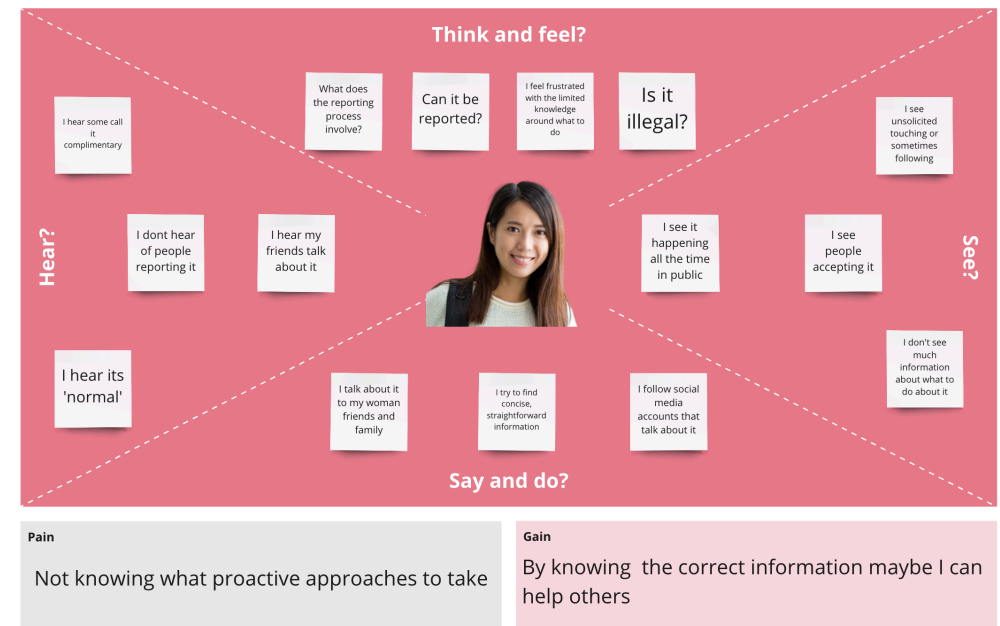 Think and feel?
What does
the reporting
process
involve?
Can it be
reported?
I feel frustrated
with the limited
knowledge
around what to
do
Is it
illegal?
Hear?
I hear some call
it
complimentary
I dont hear
of people
reporting it
I hear my
friends talk
about it
I hear its
'normal'
See?
I see
unsolicited
touching or
sometimes
following
I see it
happening
all the time
in public
I see
people
accepting it
I don't see
much
information
about what to
do about it
I talk about it
to my woman
friends and
family
I try to find
concise,
straightforward
information
I follow social
media
accounts that
talk about it
Say and do?
Pain
Not knowing what proactive approaches to take
Gain
By knowing  the correct information maybe I can
help others